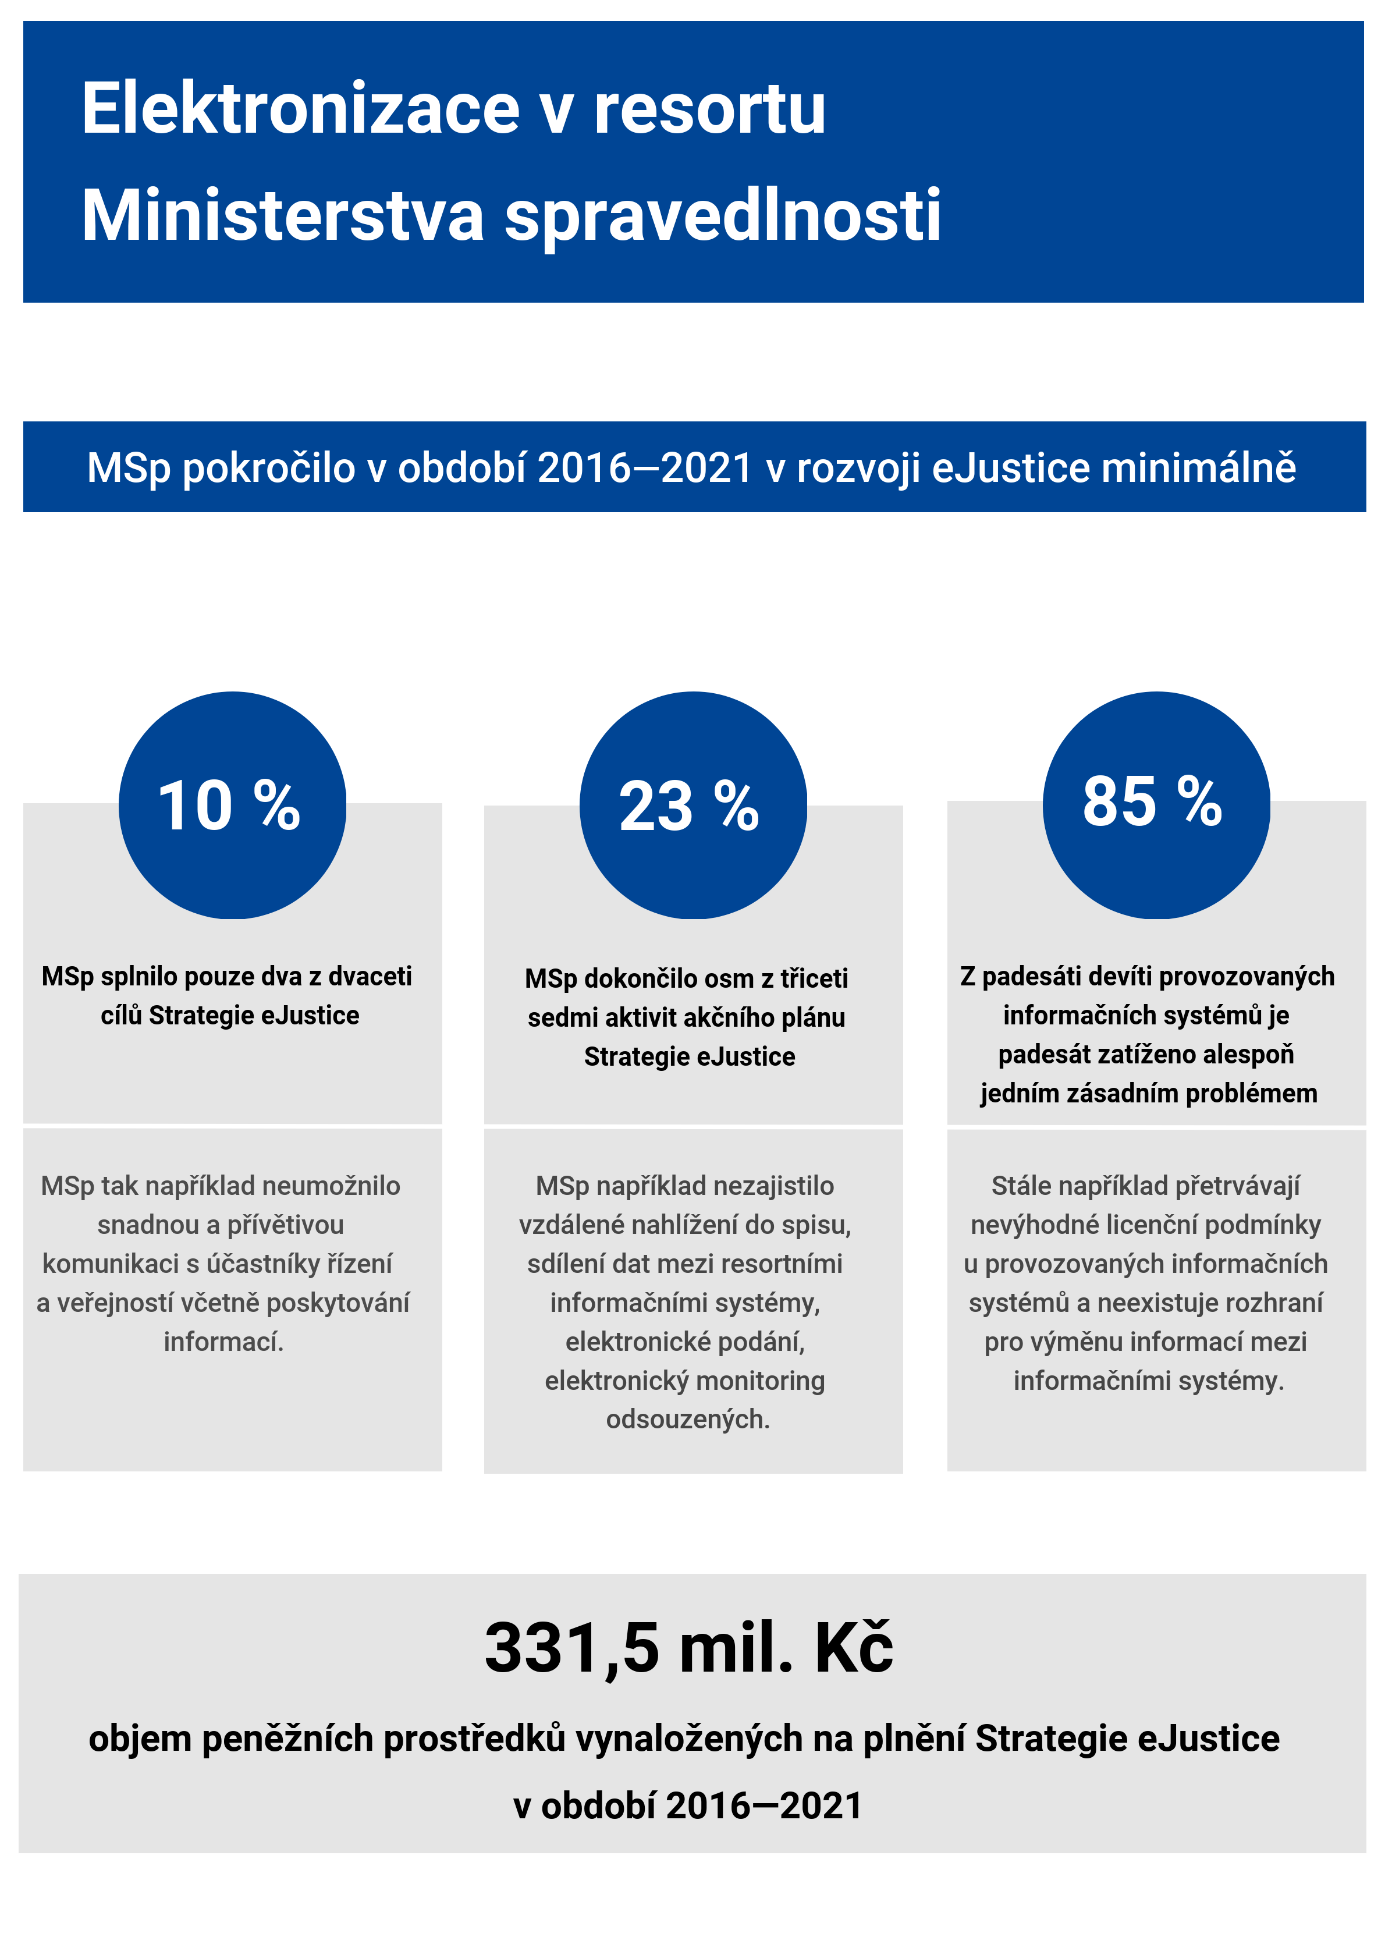 Elektronizace v resortu
Ministerstva spravedlnosti
MSp pokročilo v období 2016—2021 v rozvoji eJustice minimálně
10 %
MSp splnilo pouze dva z dvaceti
cílů Strategie eJustice
MSp tak například neumožnilo
snadnou a přívětivou
komunikaci s účastníky řízení
a veřejností včetně poskytování
informací.
23 %
MSp dokončilo osm z třiceti
sedmi aktivit akčního plánu
Strategie eJustice
MSp například nezajistilo
vzdálené nahlížení do spisu,
sdílení dat mezi resortními
informačními systémy,
elektronické podání,
elektronický monitoring
odsouzených.
85 %
Z padesáti devíti provozovaných
informačních systémů je
padesát zatíženo alespoň
jedním zásadním problémem
Stále například přetrvávají
nevýhodné licenční podmínky
u provozovaných informačních
systémů a neexistuje rozhraní
pro výměnu informací mezi
informačními systémy.
331,5 mil. Kč
objem peněžních prostředků vynaložených na plnění Strategie eJustice
v období 2016—2021